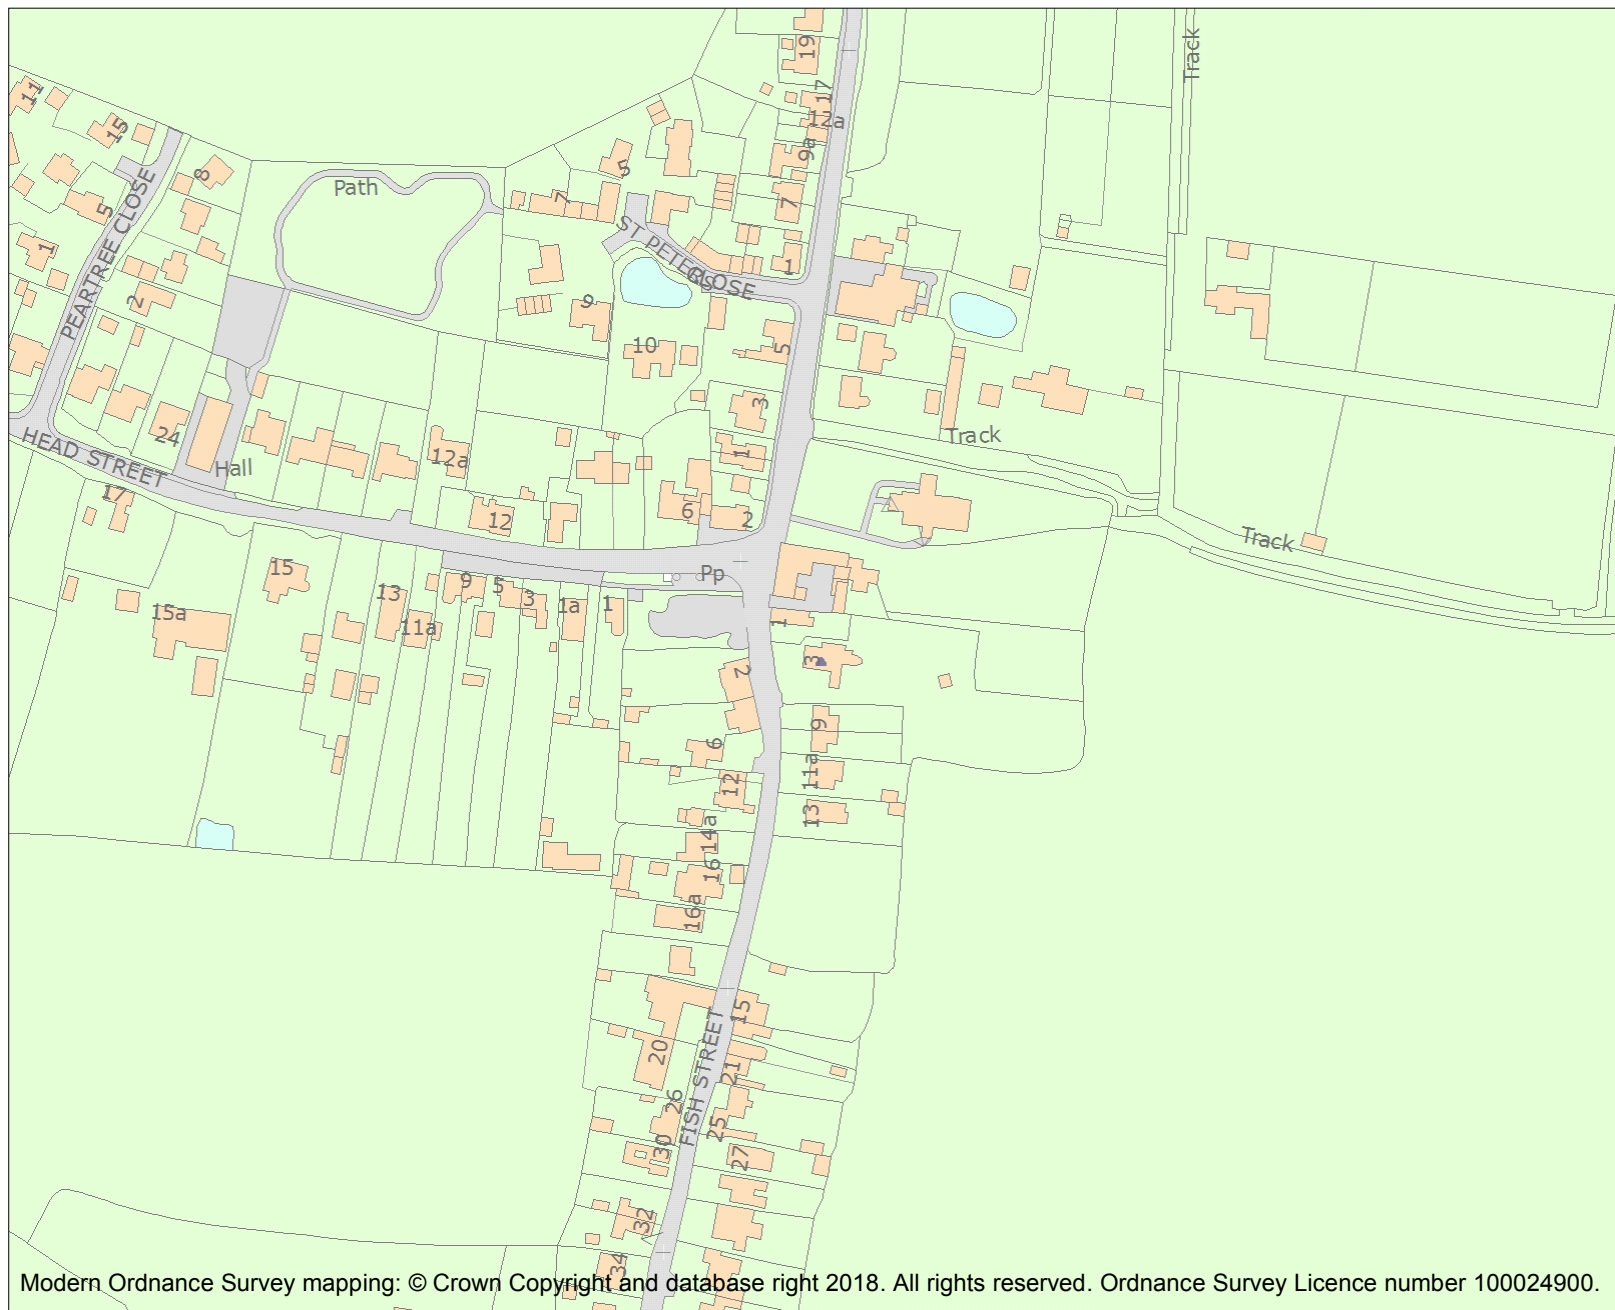 Track
19
17
12a
9a
11
15
8
5
1
2
PEARTREE CLOSE
Path
5
7
7
ST PETERS
CLOSE
1
9
10
5
3
1
24
Hall
HEAD STREET
12a
12
6
2
Track
Track
17
15
15a
13
11a
9
5
3
1a
1
Pp
1
3
2
9
6
11a
12
13
14a
16
16a
15
20
21
26
25
30
27
FISH STREET
32
34
Modern Ordnance Survey mapping: © Crown Copyright and database right 2018. All rights reserved. Ordnance Survey Licence number 100024900.